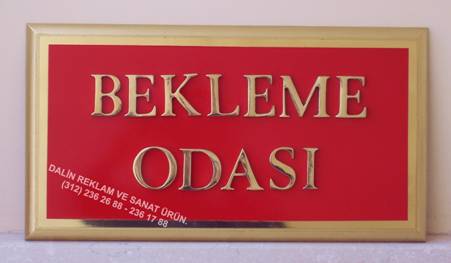 BEKLEME
ODASI
DALİN REKLAM VE SANAT ÜRÜN.
(312) 236 26 88 - 236 17 88